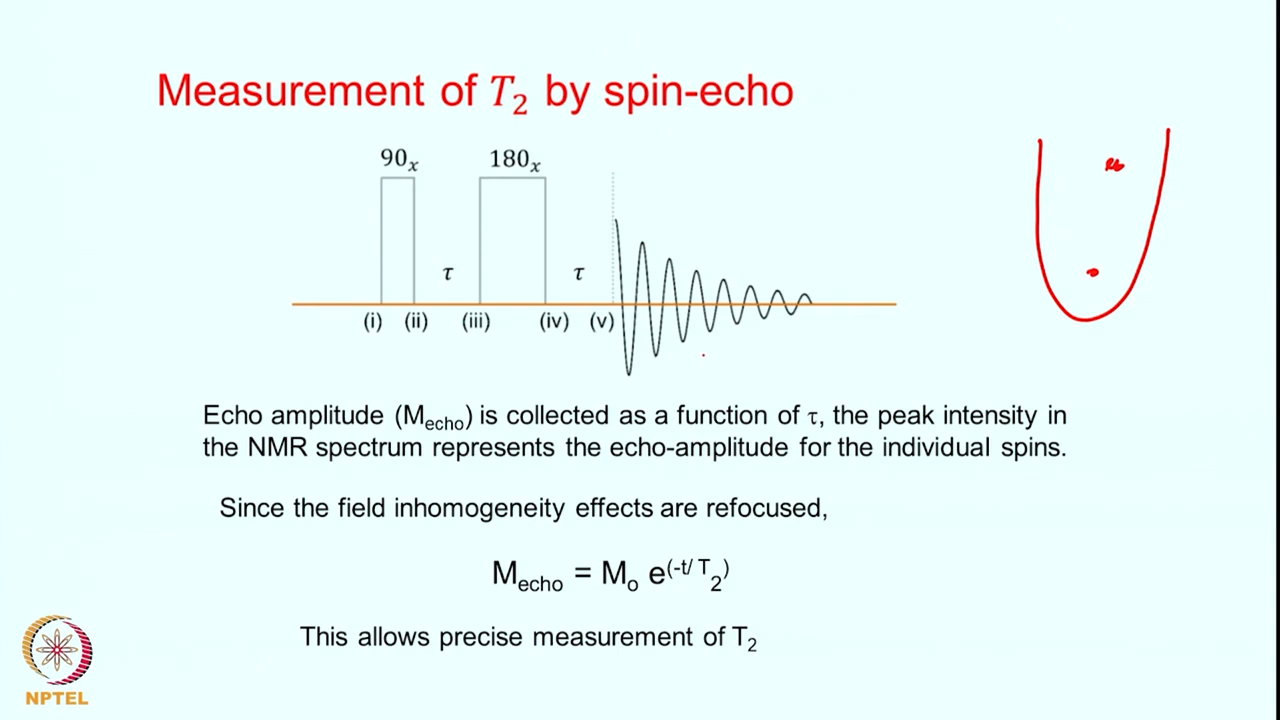 Measurement of T₂ by spin-echo
90ₓ 180ₓ
τ τ
(i) (ii) (iii) (iv) (v)
Echo amplitude (Mecho) is collected as a function of τ, the peak intensity in
the NMR spectrum represents the echo-amplitude for the individual spins.
Since the field inhomogeneity effects are refocused,
Mecho = Mo e(-t/ T₂)
This allows precise measurement of T₂
NPTEL